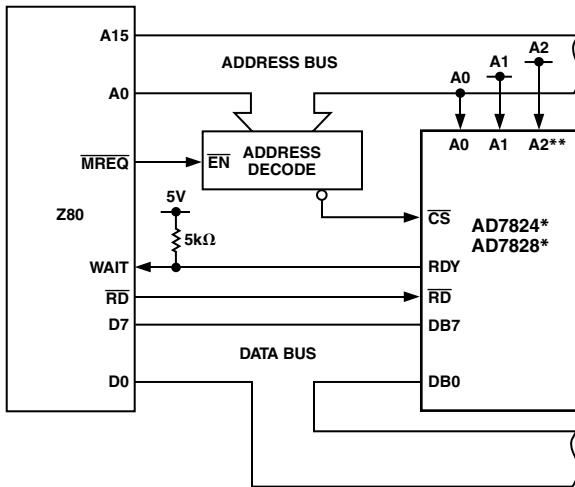 A15
ADDRESS BUS
A0
A1
A2
A0
MREQ
EN
ADDRESS DECODE
A0 A1 A2**
5V
Z80
5kΩ
CS
AD7824*
AD7828*
WAIT
RDY
RD
RD
D7
DB7
DATA BUS
D0
DB0